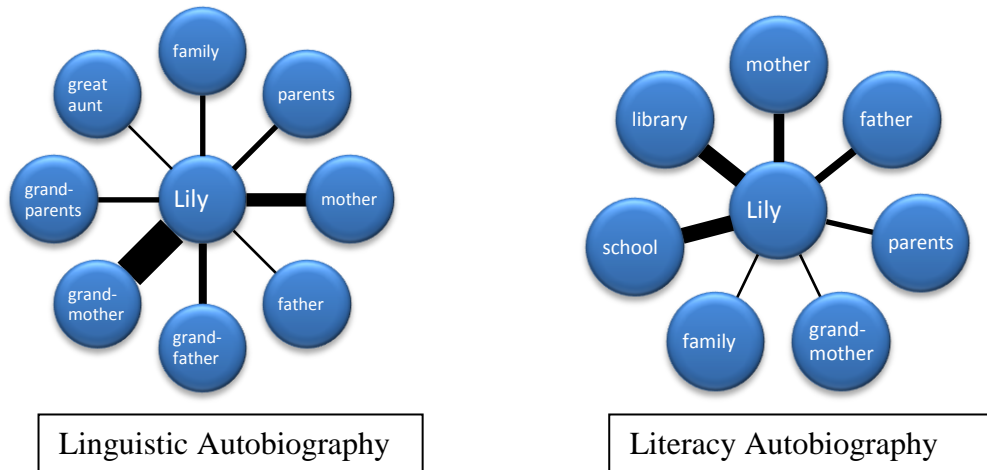 family
great
aunt
parents
grand-
parents
Lily
mother
grand-
mother
grand-
father
father
Linguistic Autobiography
mother
library
father
Lily
school
parents
family
grand-
mother
Literacy Autobiography